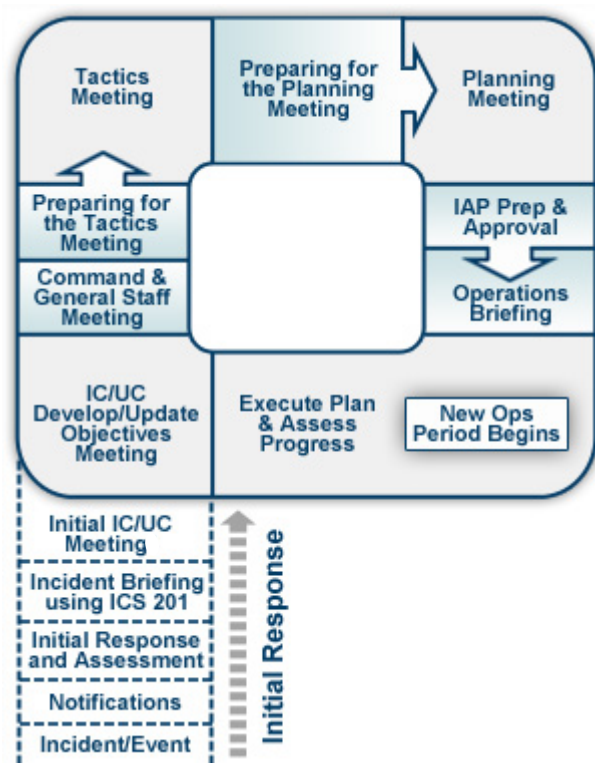 Tactics
Meeting
Preparing for
the Planning
Meeting
Planning
Meeting
Preparing for
the Tactics
Meeting
IAP Prep &
Approval
Command &
General Staff
Meeting
Operations
Briefing
IC/UC
Develop/Update
Objectives
Meeting
Execute Plan
& Assess
Progress
New Ops
Period Begins
Initial IC/UC
Meeting
Incident Briefing
using ICS 201
Initial Response
and Assessment
Notifications
Incident/Event
Initial Response